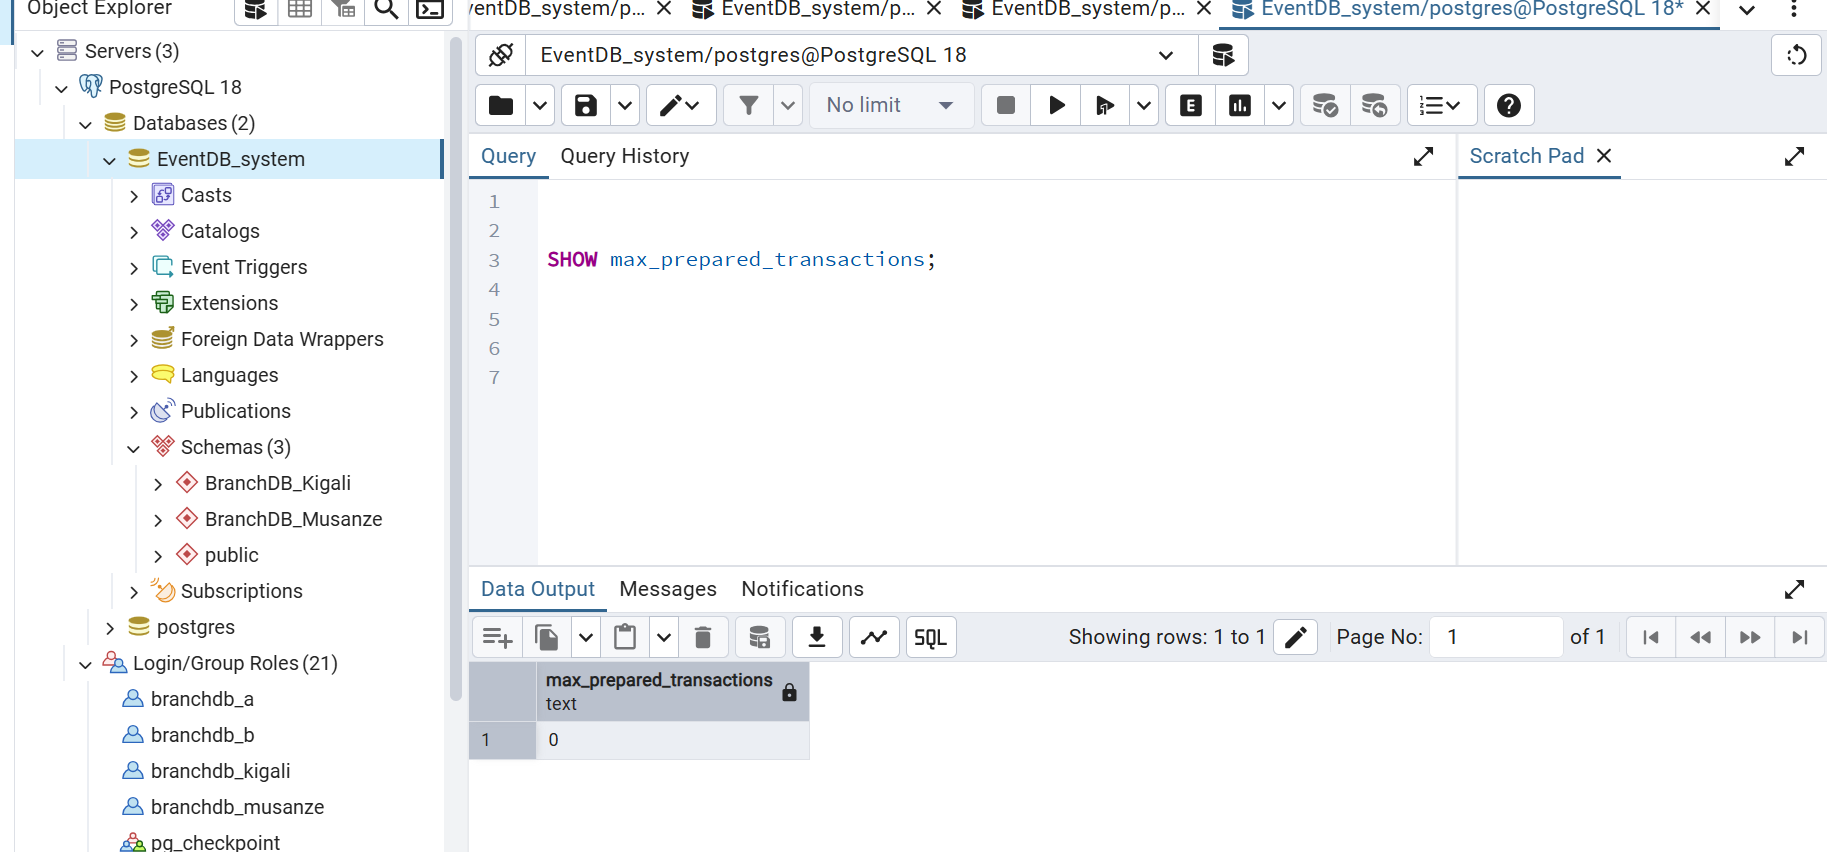 Object Explorer
Servers (3)
PostgreSQL 18
Databases (2)
EventDB_system
Casts
Catalogs
Event Triggers
Extensions
Foreign Data Wrappers
Languages
Publications
Schemas (3)
BranchDB_Kigali
BranchDB_Musanze
public
Subscriptions
postgres
Login/Group Roles (21)
branchdb_a
branchdb_b
branchdb_kigali
branchdb_musanze
pg_checkpoint
ventDB_system/p... EventDB_system/p... EventDB_system/p... EventDB_system/postgres@PostgreSQL 18*
EventDB_system/postgres@PostgreSQL 18
No limit E
Query Query History Scratch Pad
1
2
3 SHOW max_prepared_transactions;
4
5
6
7
Data Output Messages Notifications
SQL Showing rows: 1 to 1 Page No: 1 of 1
max_prepared_transactions
text
1 0